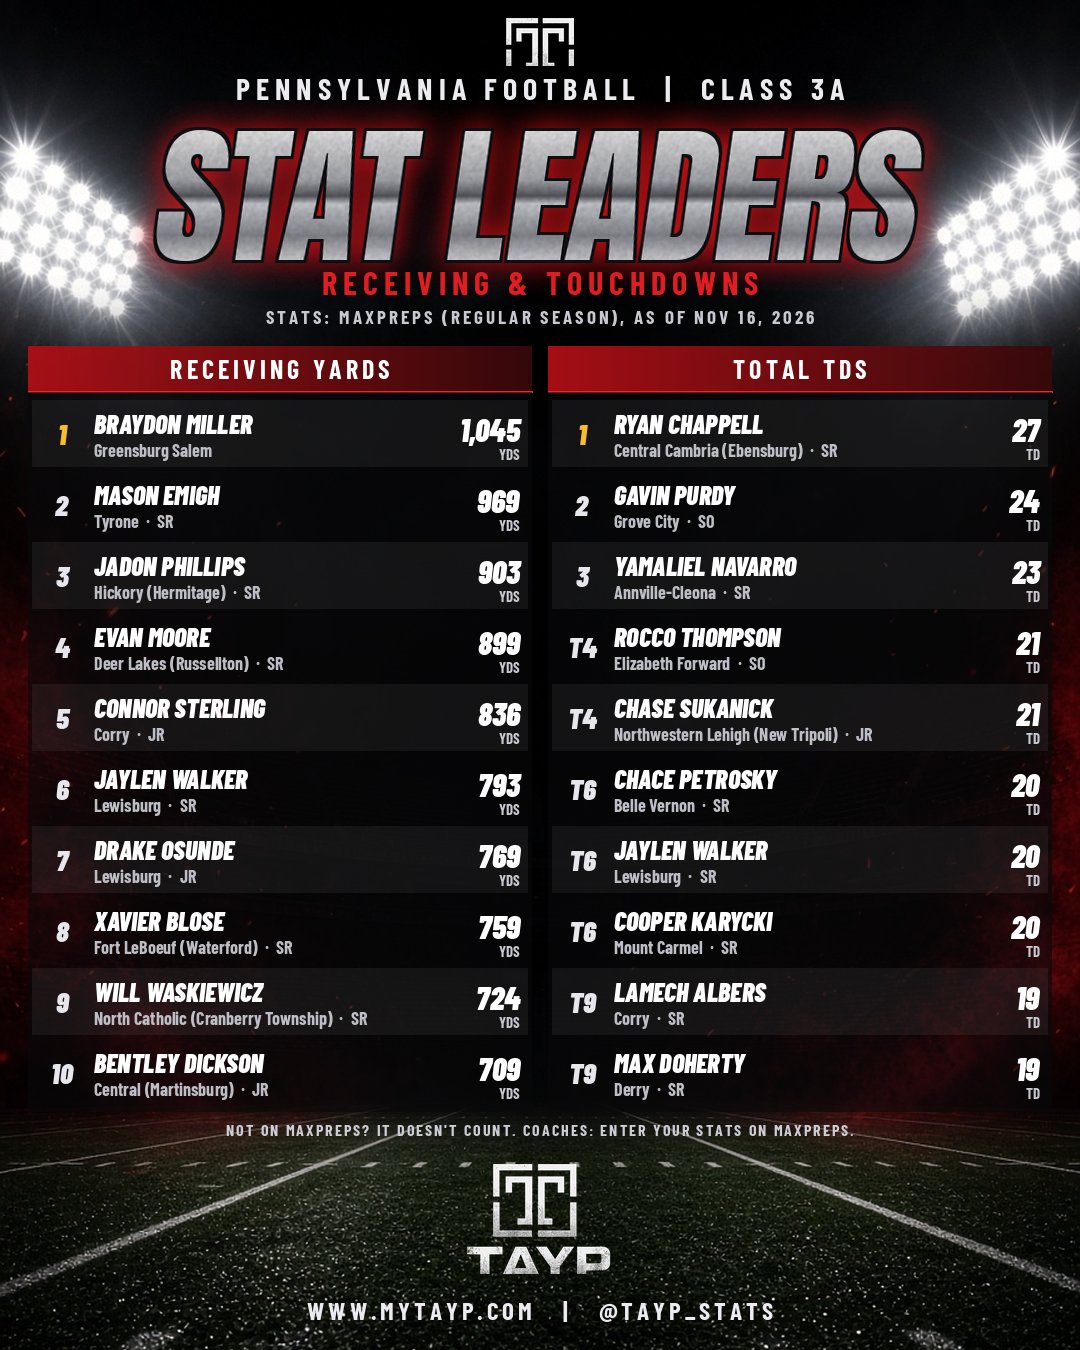 PENNSYLVANIA FOOTBALL | CLASS 3A
STAT LEADERS
RECEIVING & TOUCHDOWNS
STATS: MAXPREPS (REGULAR SEASON), AS OF NOV 16, 2026
RECEIVING YARDS
1 BRAYDON MILLER 1,045
Greensburg Salem YDS
2 MASON EMIGH 969
Tyrone · SR YDS
3 JADON PHILLIPS 903
Hickory (Hermitage) · SR YDS
4 EVAN MOORE 899
Deer Lakes (Russellton) · SR YDS
5 CONNOR STERLING 836
Corry · JR YDS
6 JAYLEN WALKER 793
Lewisburg · SR YDS
7 DRAKE OSUNDE 769
Lewisburg · JR YDS
8 XAVIER BLOSE 759
Fort LeBoeuf (Waterford) · SR YDS
9 WILL WASKIEWICZ 724
North Catholic (Cranberry Township) · SR YDS
10 BENTLEY DICKSON 709
Central (Martinsburg) · JR YDS
TOTAL TDS
1 RYAN CHAPPELL 27
Central Cambria (Ebensburg) · SR TD
2 GAVIN PURDY 24
Grove City · SO TD
3 YAMALIEL NAVARRO 23
Annville-Cleona · SR TD
T4 ROCCO THOMPSON 21
Elizabeth Forward · SO TD
T4 CHASE SUKANICK 21
Northwestern Lehigh (New Tripoli) · JR TD
T6 CHACE PETROSKY 20
Belle Vernon · SR TD
T6 JAYLEN WALKER 20
Lewisburg · SR TD
T6 COOPER KARYCKI 20
Mount Carmel · SR TD
T9 LAMECH ALBERS 19
Corry · SR TD
T9 MAX DOHERTY 19
Derry · SR TD
NOT ON MAXPREPS? IT DOESN'T COUNT. COACHES: ENTER YOUR STATS ON MAXPREPS.
TAYP
WWW.MYTAYP.COM | @TAYP_STATS